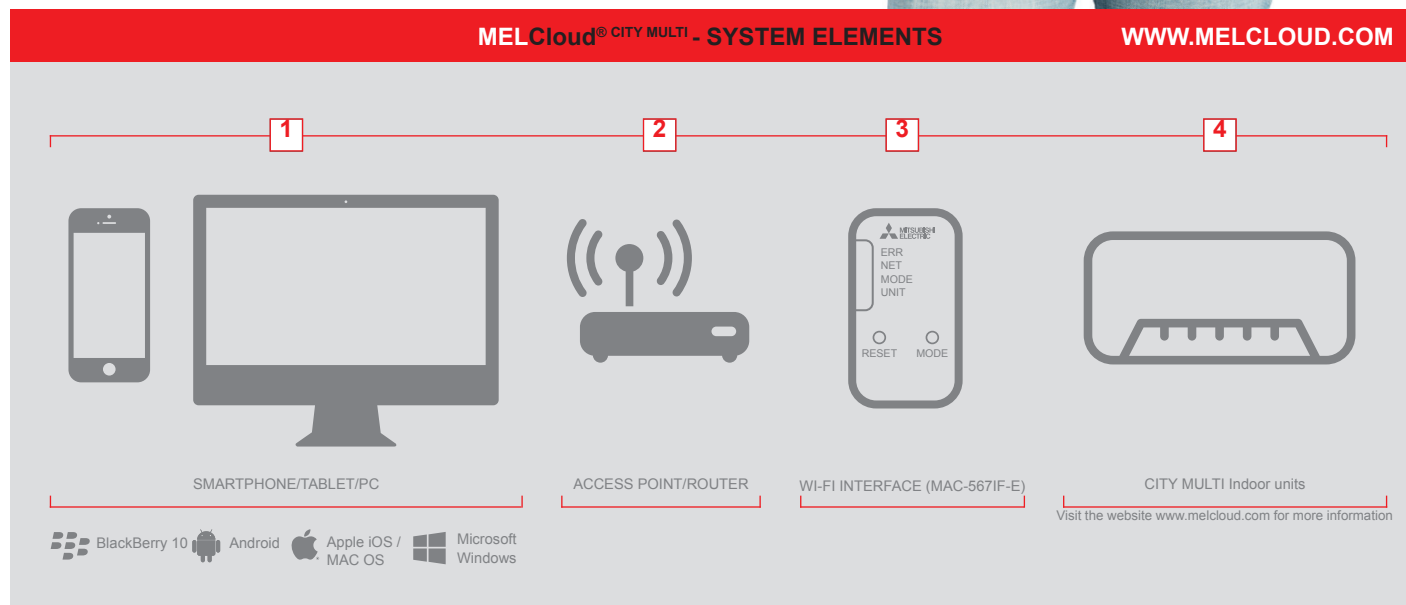 MELCloud® CITY MULTI - SYSTEM ELEMENTS
WWW.MELCLOUD.COM
1
2
3
4
MITSUBISHI
ELECTRIC
ERR
NET
MODE
UNIT
RESET MODE
SMARTPHONE/TABLET/PC
ACCESS POINT/ROUTER
WI-FI INTERFACE (MAC-567IF-E)
CITY MULTI Indoor units
Visit the website www.melcloud.com for more information
BlackBerry 10
Android
Apple iOS /
MAC OS
Microsoft
Windows